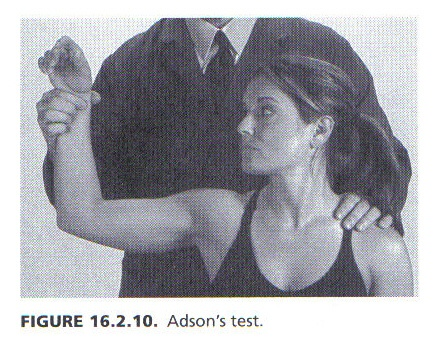 FIGURE 16.2.10. Adson's test.